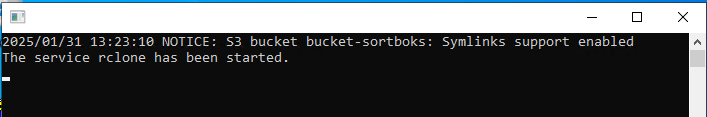 2025/01/31 13:23:10 NOTICE: S3 bucket bucket-sortboks: Symlinks support enabled
The service rclone has been started.